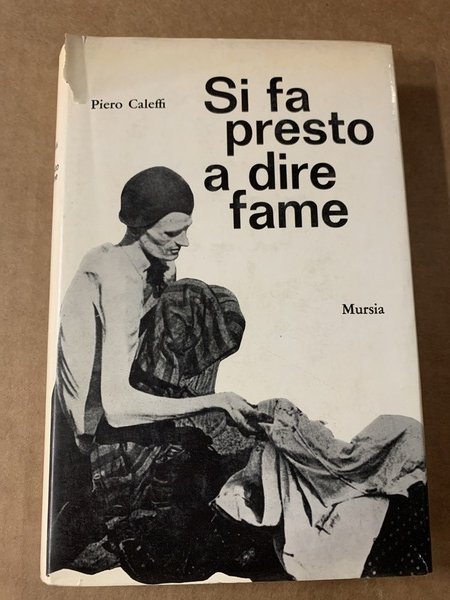 Piero Caleffi
Si fa
presto
a dire
fame
Mursia